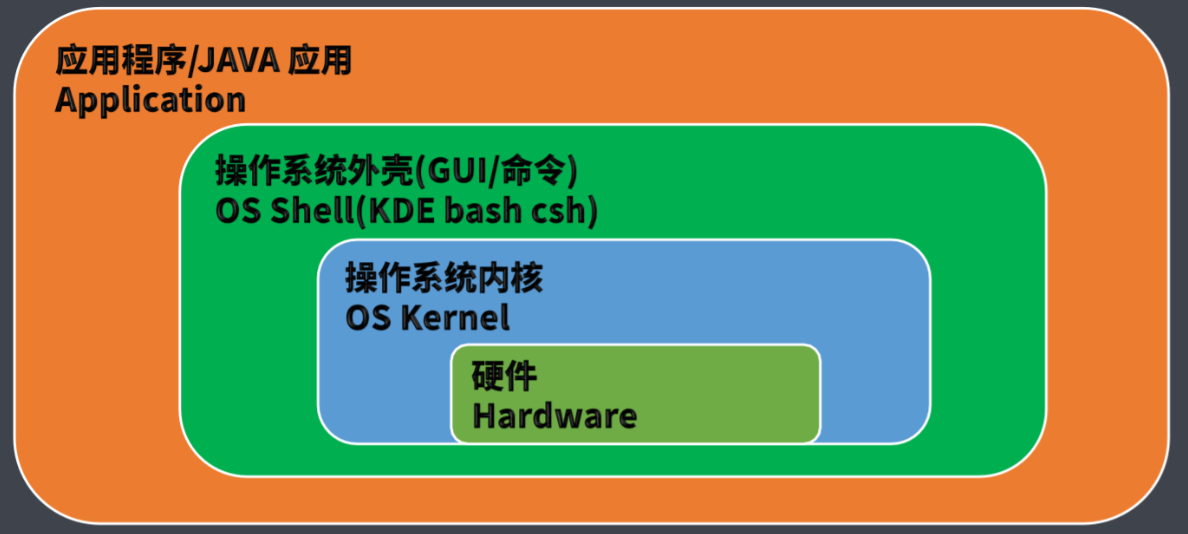 应用程序/JAVA 应用
Application
操作系统外壳(GUI/命令)
OS Shell(KDE bash csh)
操作系统内核
OS Kernel
硬件
Hardware